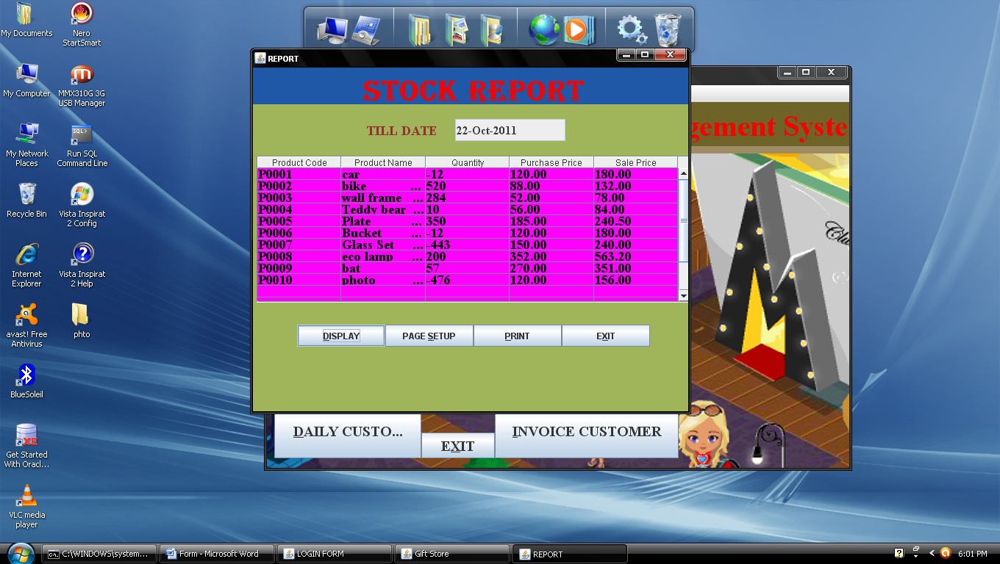 My Documents
Nero
StartSmart
My Computer
MMX310G 3G
USB Manager
My Network
Places
SQL>
Run SQL
Command Line
Recycle Bin
Vista Inspirat
2 Config
Internet
Explorer
Vista Inspirat
2 Help
avast! Free
Antivirus
phto
BlueSoleil
XE
Get Started
With Oracl...
VLC media
player
REPORT
STOCK REPORT
TILL DATE 22-Oct-2011
Product Code Product Name Quantity Purchase Price Sale Price
P0001 car -12 120.00 180.00
P0002 bike ... 520 88.00 132.00
P0003 wall frame ... 284 52.00 78.00
P0004 Teddy bear ... 10 56.00 84.00
P0005 Plate ... 350 185.00 240.50
P0006 Bucket ... -12 120.00 180.00
P0007 Glass Set ... -443 150.00 240.00
P0008 eco lamp ... 200 352.00 563.20
P0009 bat 57 270.00 351.00
P0010 photo ... -476 120.00 156.00
DISPLAY PAGE SETUP PRINT EXIT
gement Syste
DAILY CUSTO... EXIT INVOICE CUSTOMER
C:\WINDOWS\system... Form - Microsoft Word LOGIN FORM Gift Store REPORT 6:01 PM